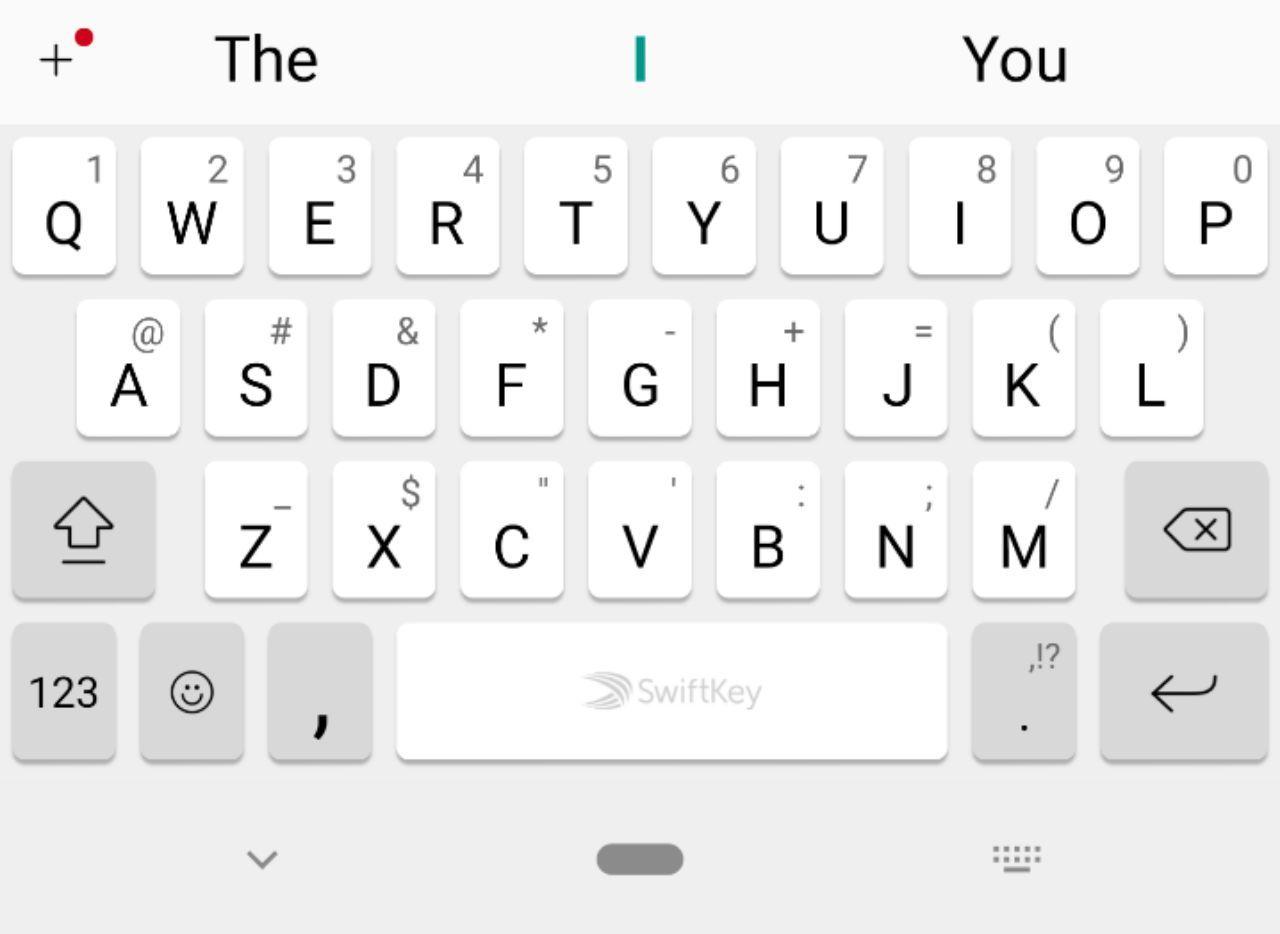 + The I You
1 2 3 4 5 6 7 8 9 0
Q W E R T Y U I O P
@ # & * - + = ( )
A S D F G H J K L
_ $ " ' : ; /
Z X C V B N M
,!?
123 , SwiftKey .